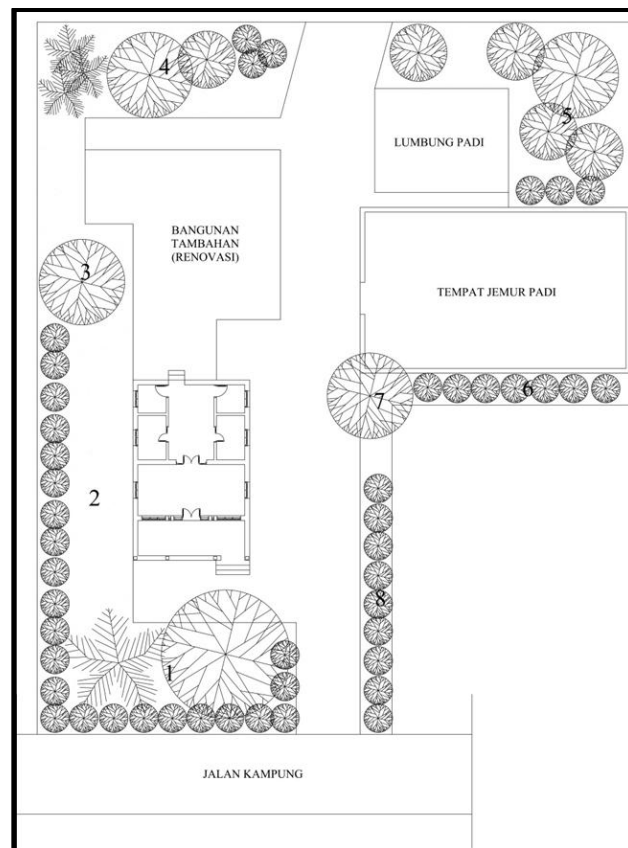 4
5
LUMBUNG PADI
BANGUNAN
TAMBAHAN
(RENOVASI)
3
TEMPAT JEMUR PADI
7
6
2
8
1
JALAN KAMPUNG